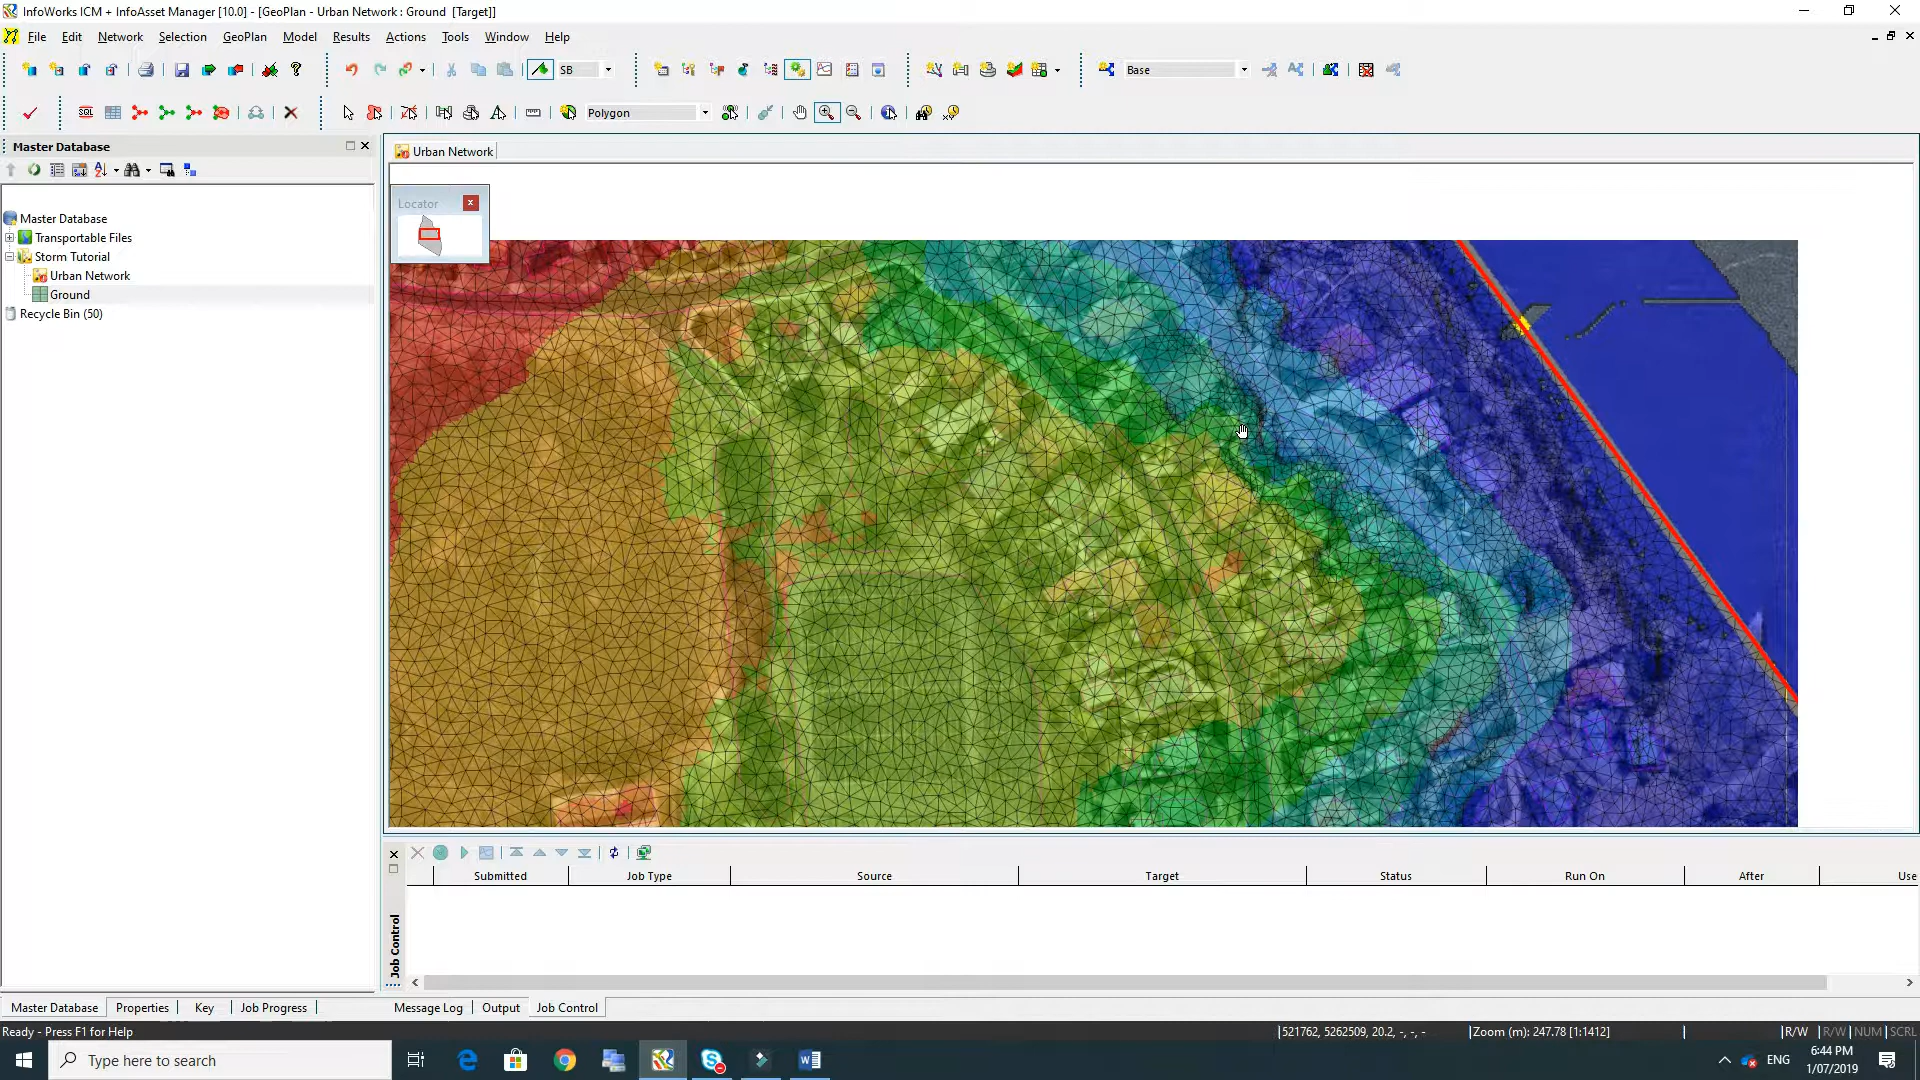 InfoWorks ICM + InfoAsset Manager [10.0] - [GeoPlan - Urban Network : Ground  [Target]]
File Edit Network Selection GeoPlan Model Results Actions Tools Window Help
SB Base
SQL Polygon
Master Database
Urban Network
Locator
Master Database
Transportable Files
Storm Tutorial
Urban Network
Ground
Recycle Bin (50)
Submitted Job Type Source Target Status Run On After Use
Job Control
Master Database Properties Key Job Progress Message Log Output Job Control
Ready - Press F1 for Help 521762, 5262509, 20.2, -, -, - Zoom (m): 247.78 [1:1412] R/W R/W NUM SCRL
Type here to search ENG 6:44 PM
1/07/2019